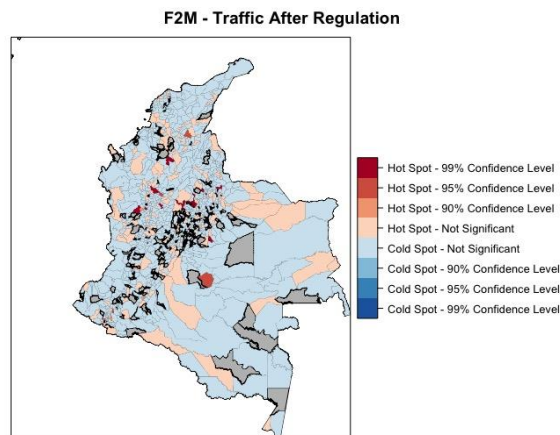 F2M - Traffic After Regulation
Hot Spot - 99% Confidence Level
Hot Spot - 95% Confidence Level
Hot Spot - 90% Confidence Level
Hot Spot - Not Significant
Cold Spot - Not Significant
Cold Spot - 90% Confidence Level
Cold Spot - 95% Confidence Level
Cold Spot - 99% Confidence Level